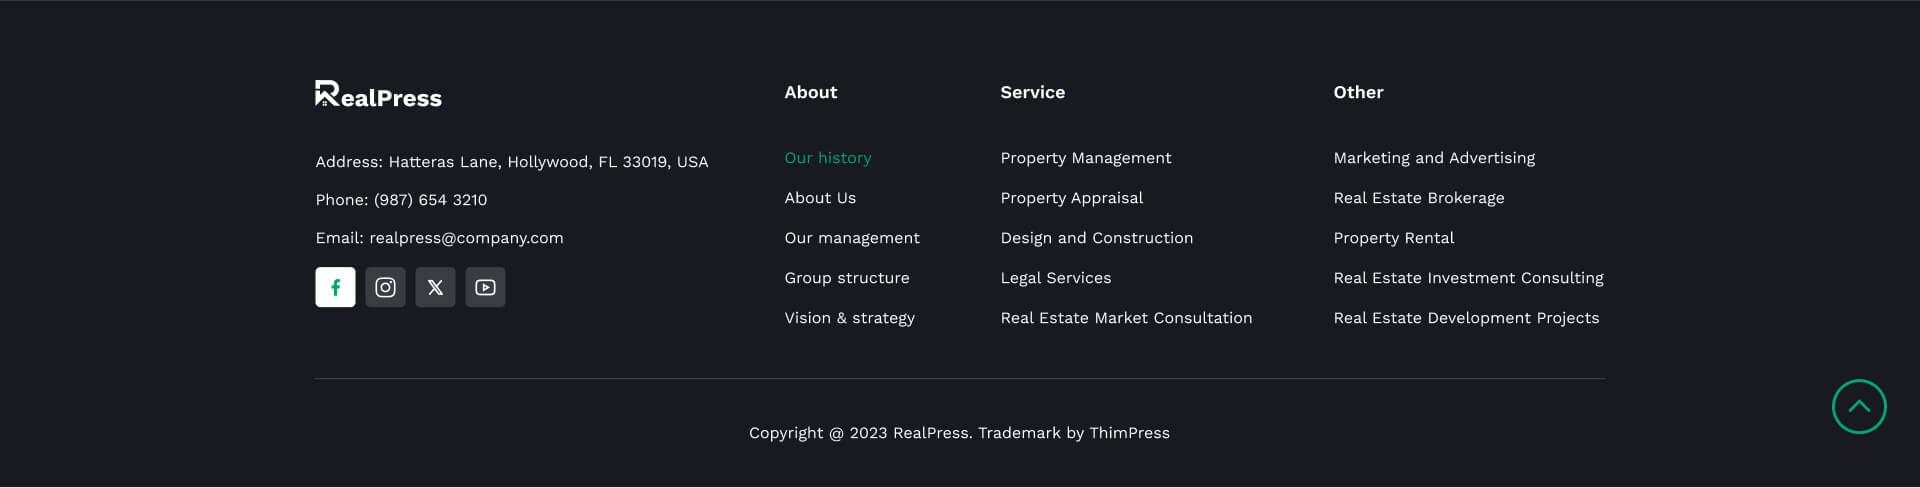 RealPress
Address: Hatteras Lane, Hollywood, FL 33019, USA
Phone: (987) 654 3210
Email: realpress@company.com
About
Our history
About Us
Our management
Group structure
Vision & strategy
Service
Property Management
Property Appraisal
Design and Construction
Legal Services
Real Estate Market Consultation
Other
Marketing and Advertising
Real Estate Brokerage
Property Rental
Real Estate Investment Consulting
Real Estate Development Projects
Copyright @ 2023 RealPress. Trademark by ThimPress